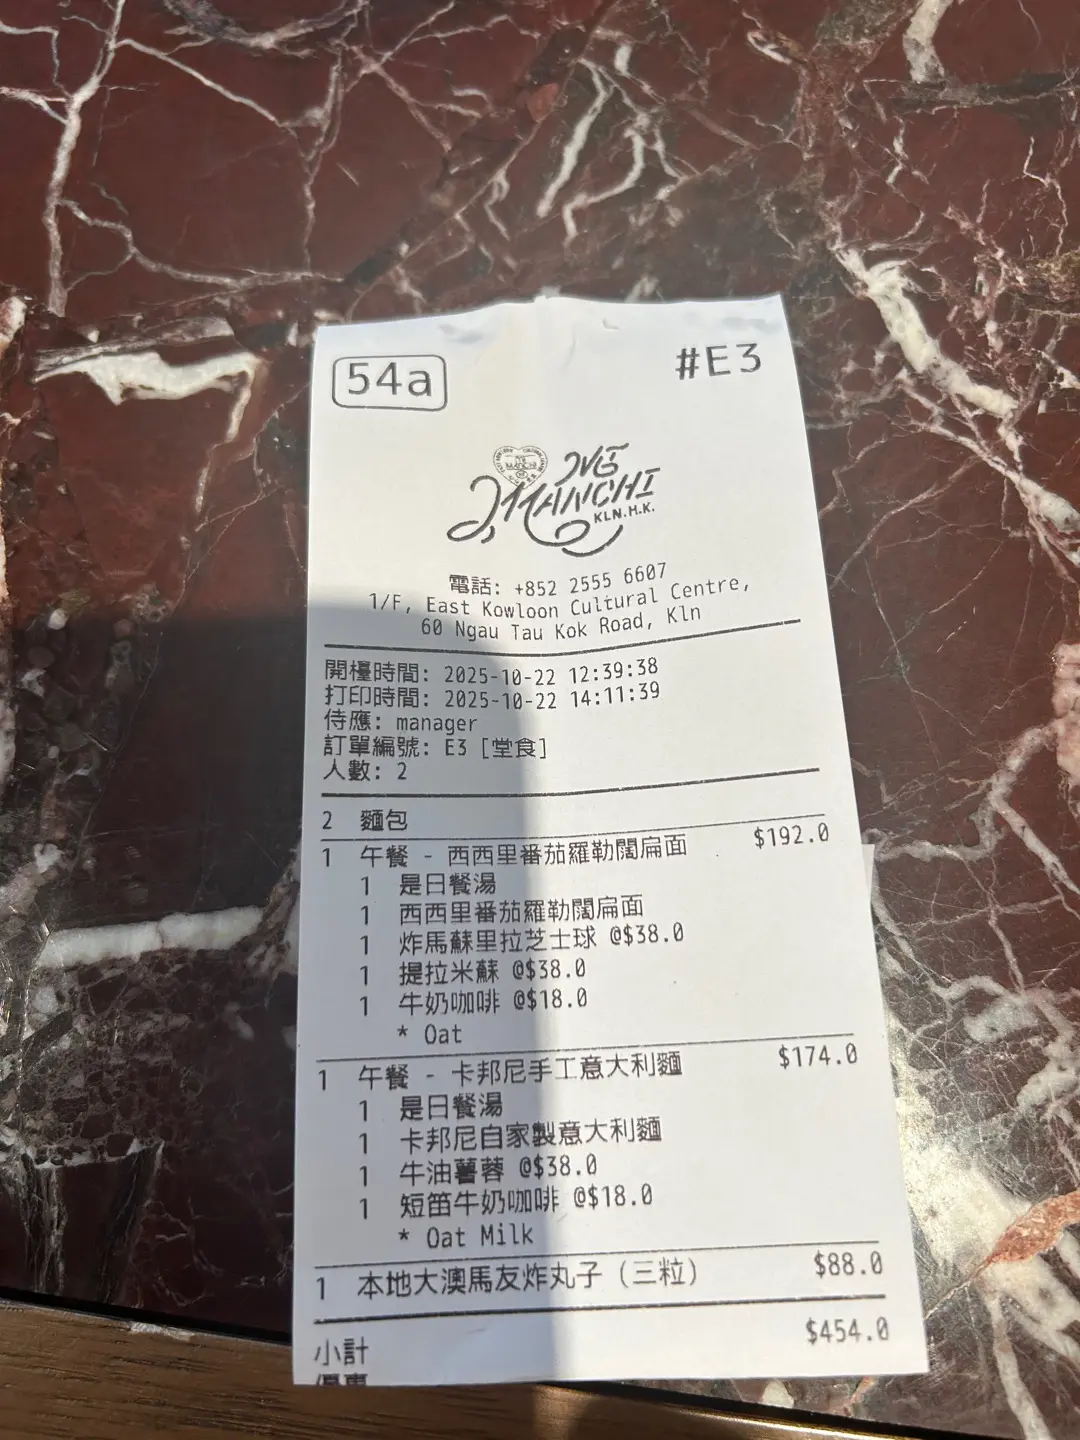 54a
#E3
Mi
MANCHI
KLN.H.K.
電話: +852 2555 6607
1/F, East Kowloon Cultural Centre,
60 Ngau Tau Kok Road, Kln
開檯時間: 2025-10-22 12:39:38
打印時間: 2025-10-22 14:11:39
侍應: manager
訂單編號: E3 [堂食]
人數: 2
2 麵包
1 午餐 - 西西里番茄羅勒闊扁面 $192.0
1 是日餐湯
1 西西里番茄羅勒闊扁面
1 炸馬蘇里拉芝士球 @$38.0
1 提拉米蘇 @$38.0
1 牛奶咖啡 @$18.0
* Oat
1 午餐 - 卡邦尼手工意大利麵 $174.0
1 是日餐湯
1 卡邦尼自家製意大利麵
1 牛油薯蓉 @$38.0
1 短笛牛奶咖啡 @$18.0
* Oat Milk
1 本地大澳馬友炸丸子（三粒） $88.0
小計 $454.0